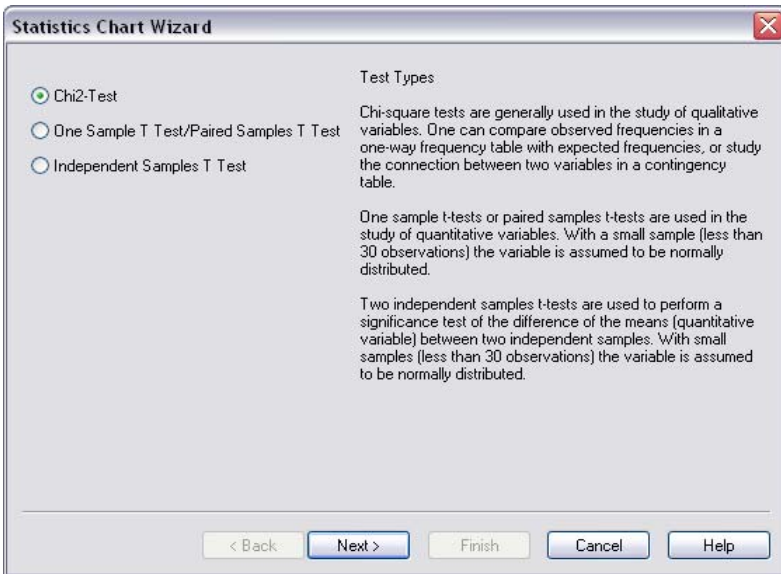 Statistics Chart Wizard
Chi2-Test
One Sample T Test/Paired Samples T Test
Independent Samples T Test
Test Types
Chi-square tests are generally used in the study of qualitative
variables. One can compare observed frequencies in a
one-way frequency table with expected frequencies, or study
the connection between two variables in a contingency
table.
One sample t-tests or paired samples t-tests are used in the
study of quantitative variables. With a small sample (less than
30 observations) the variable is assumed to be normally
distributed.
Two independent samples t-tests are used to perform a
significance test of the difference of the means (quantitative
variable) between two independent samples. With small
samples (less than 30 observations) the variable is assumed
to be normally distributed.
< Back Next > Finish Cancel Help